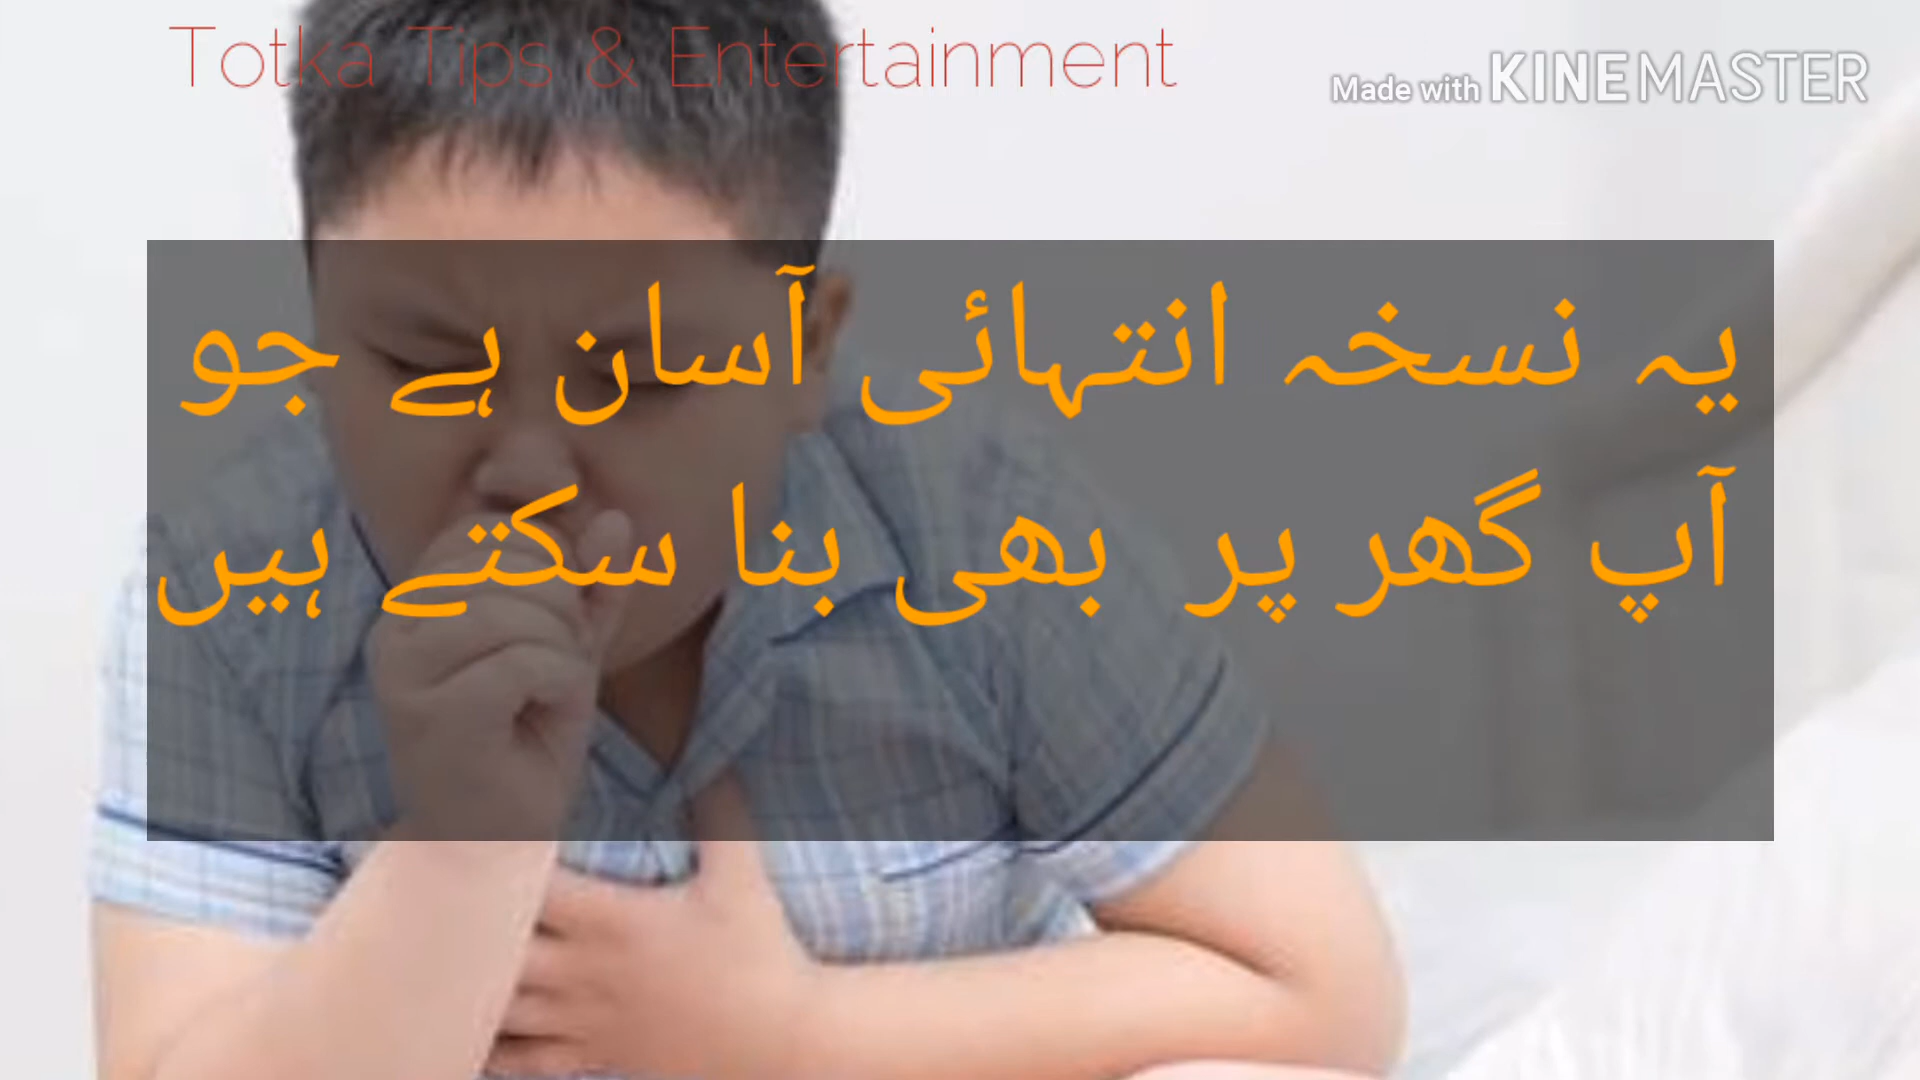 Totka Tips & Entertainment
Made with KINEMASTER
یہ نسخہ انتہائی آسان ہے جو
آپ گھر پر بھی بنا سکتے ہیں